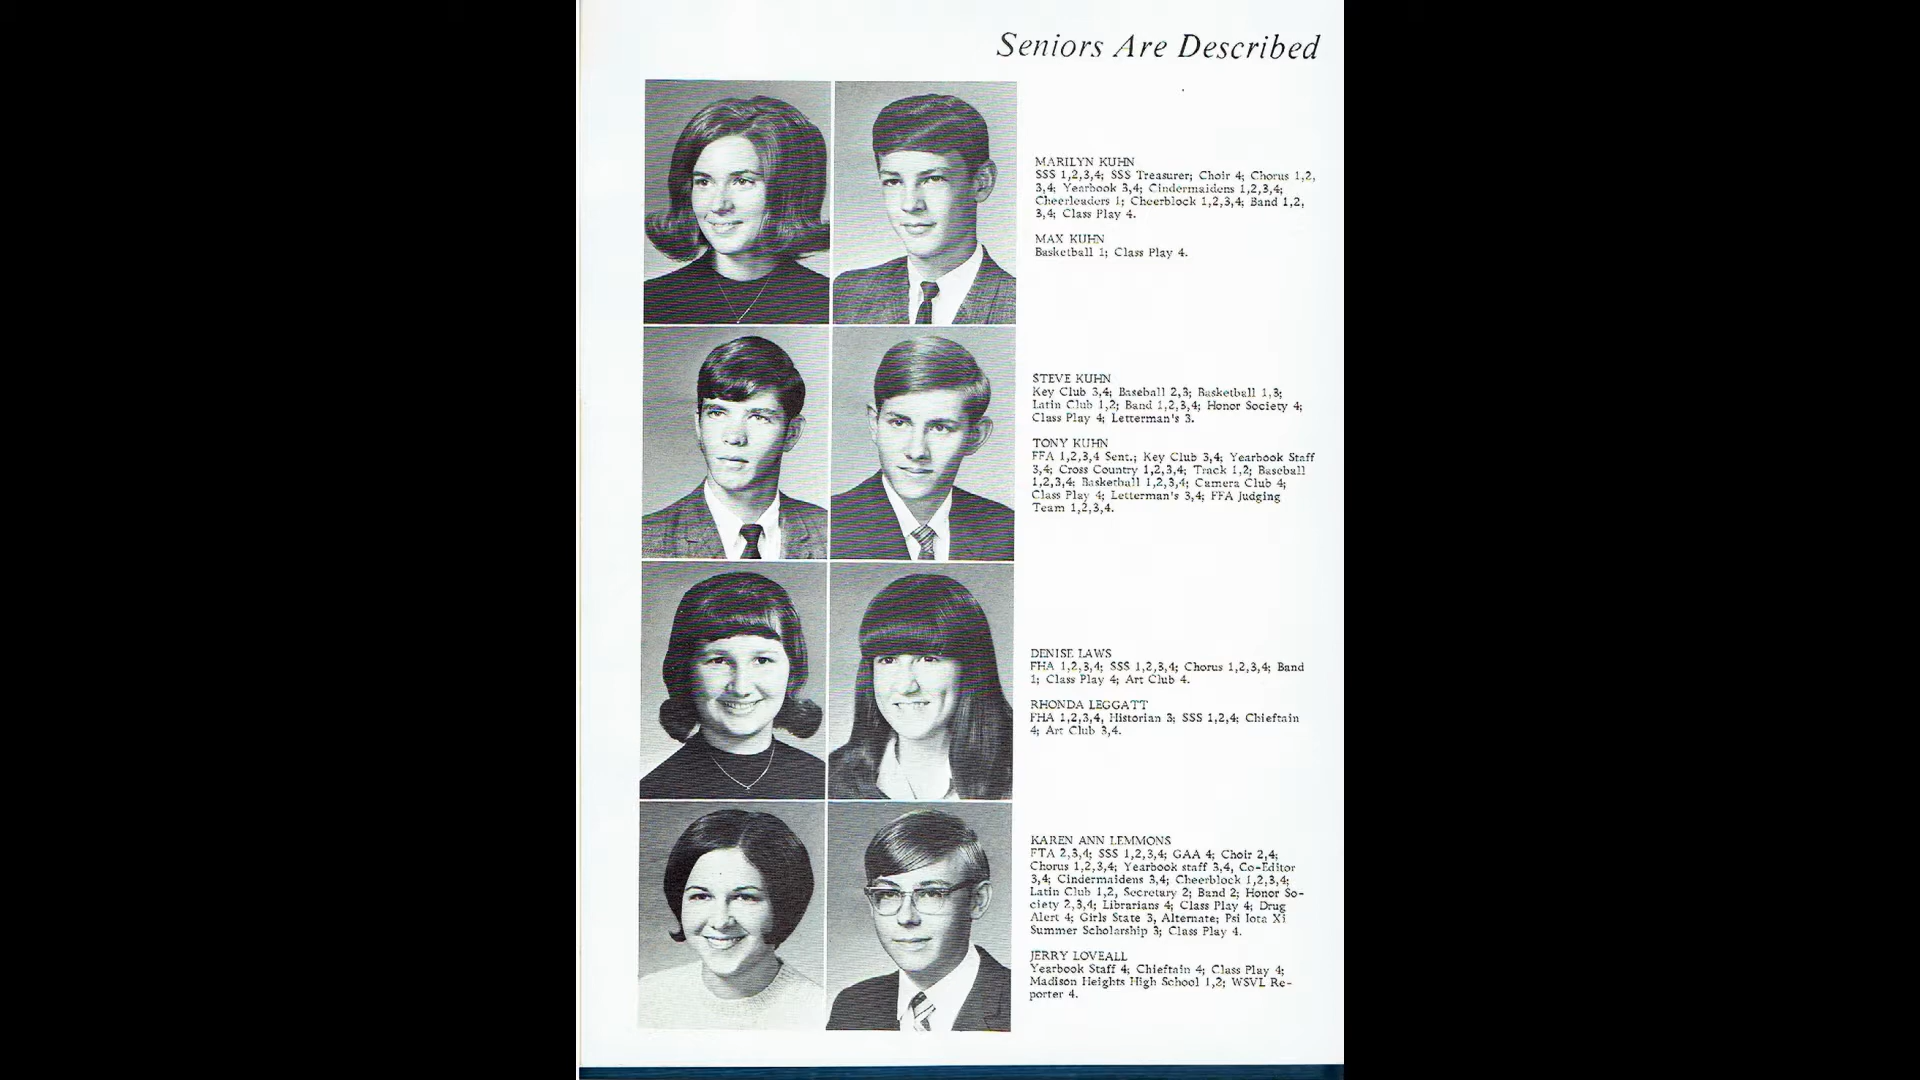 Seniors Are Described
MARILYN KUHN
SSS 1,2,3,4; SSS Treasurer; Choir 4; Chorus 1,2,
3,4; Yearbook 3,4; Cindermaidens 1,2,3,4;
Cheerleaders 1; Cheerblock 1,2,3,4; Band 1,2,
3,4; Class Play 4.
MAX KUHN
Basketball 1; Class Play 4.
STEVE KUHN
Key Club 3,4; Baseball 2,3; Basketball 1,3;
Latin Club 1,2; Band 1,2,3,4; Honor Society 4;
Class Play 4; Letterman's 3.
TONY KUHN
FFA 1,2,3,4 Sent.; Key Club 3,4; Yearbook Staff
3,4; Cross Country 1,2,3,4; Track 1,2; Baseball
1,2,3,4; Basketball 1,2,3,4; Camera Club 4;
Class Play 4; Letterman's 3,4; FFA Judging
Team 1,2,3,4.
DENISE LAWS
FHA 1,2,3,4; SSS 1,2,3,4; Chorus 1,2,3,4; Band
1; Class Play 4; Art Club 4.
RHONDA LEGGATT
FHA 1,2,3,4, Historian 3; SSS 1,2,4; Chieftain
4; Art Club 3,4.
KAREN ANN LEMMONS
FTA 2,3,4; SSS 1,2,3,4; GAA 4; Choir 2,4;
Chorus 1,2,3,4; Yearbook staff 3,4, Co-Editor
3,4; Cindermaidens 3,4; Cheerblock 1,2,3,4;
Latin Club 1,2, Secretary 2; Band 2; Honor So-
ciety 2,3,4; Librarians 4; Class Play 4; Drug
Alert 4; Girls State 3, Alternate; Psi Iota Xi
Summer Scholarship 3; Class Play 4.
JERRY LOVEALL
Yearbook Staff 4; Chieftain 4; Class Play 4;
Madison Heights High School 1,2; WSVL Re-
porter 4.